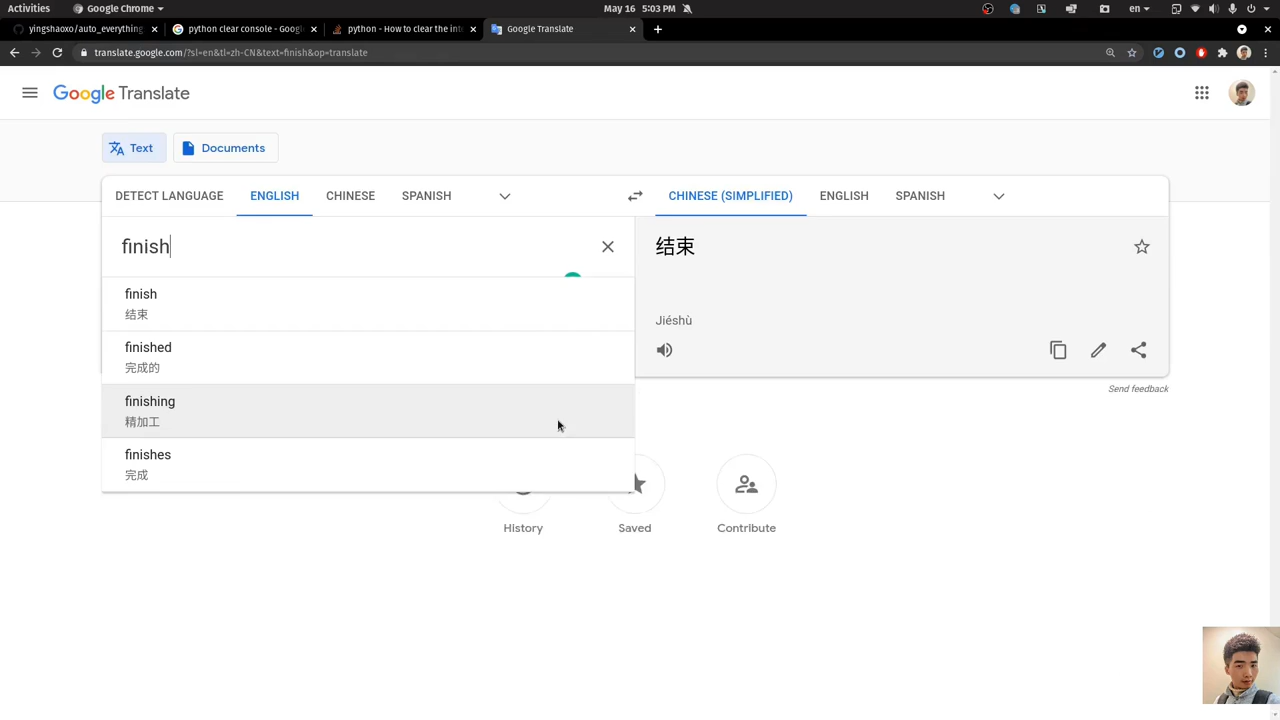 Activities Google Chrome May 16 5:03 PM en
yingshaoxo/auto_everything python clear console - Googl python - How to clear the int Google Translate
translate.google.com/?sl=en&tl=zh-CN&text=finish&op=translate
Google Translate
Text Documents
DETECT LANGUAGE ENGLISH CHINESE SPANISH CHINESE (SIMPLIFIED) ENGLISH SPANISH
finish 结束
finish
结束
Jiéshù
finished
完成的
Send feedback
finishing
精加工
finishes
完成
History Saved Contribute